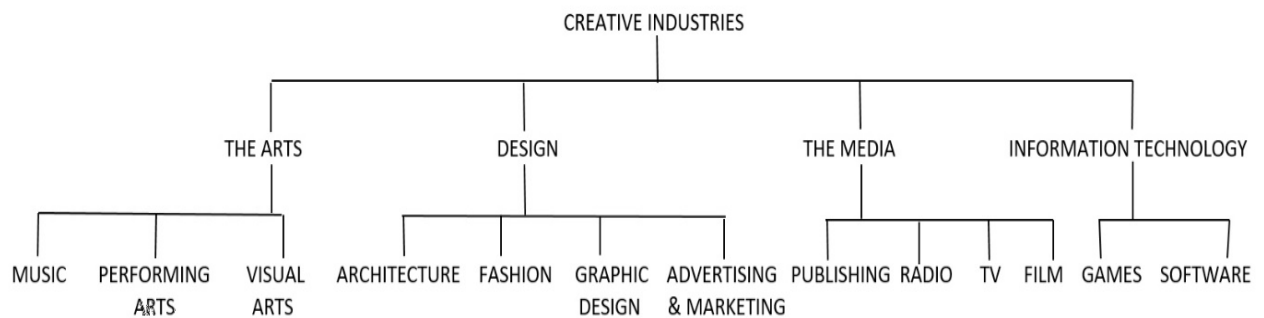 CREATIVE INDUSTRIES
THE ARTS DESIGN THE MEDIA INFORMATION TECHNOLOGY
MUSIC PERFORMING VISUAL ARCHITECTURE FASHION GRAPHIC ADVERTISING PUBLISHING RADIO TV FILM GAMES SOFTWARE
ARTS ARTS DESIGN & MARKETING